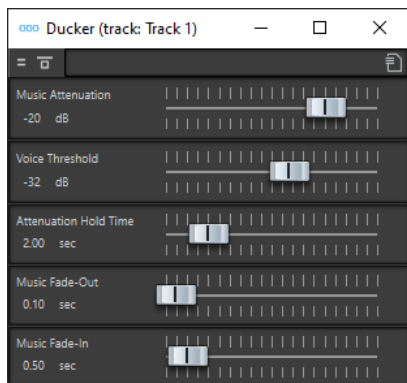 Ducker (track: Track 1)
Music Attenuation
-20 dB
Voice Threshold
-32 dB
Attenuation Hold Time
2.00 sec
Music Fade-Out
0.10 sec
Music Fade-In
0.50 sec